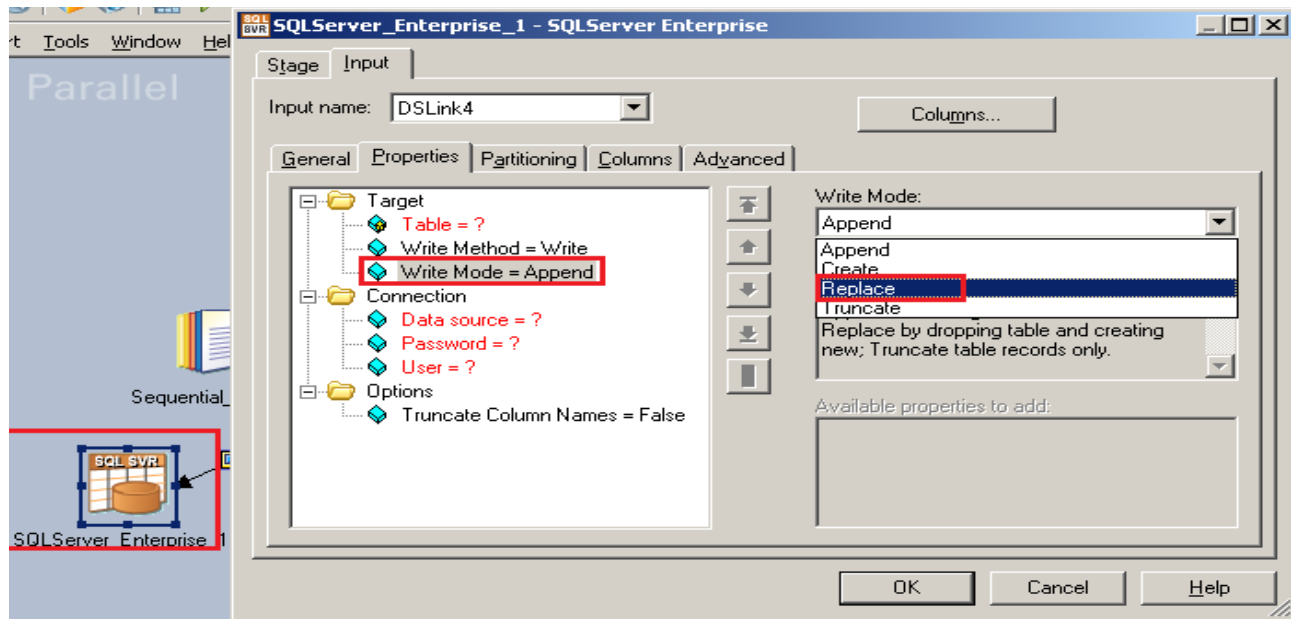 SQL SVR SQLServer_Enterprise_1 - SQLServer Enterprise
Tools Window Hel
Parallel
Stage Input
Input name: DSLink4
Columns...
General Properties Partitioning Columns Advanced
Target
Table = ?
Write Method = Write
Write Mode = Append
Connection
Data source = ?
Password = ?
User = ?
Options
Truncate Column Names = False
Write Mode:
Append
Append
Create
Replace
Truncate
Replace by dropping table and creating
new; Truncate table records only.
Available properties to add:
Sequential_
SQL SVR
SQLServer_Enterprise_1
OK Cancel Help